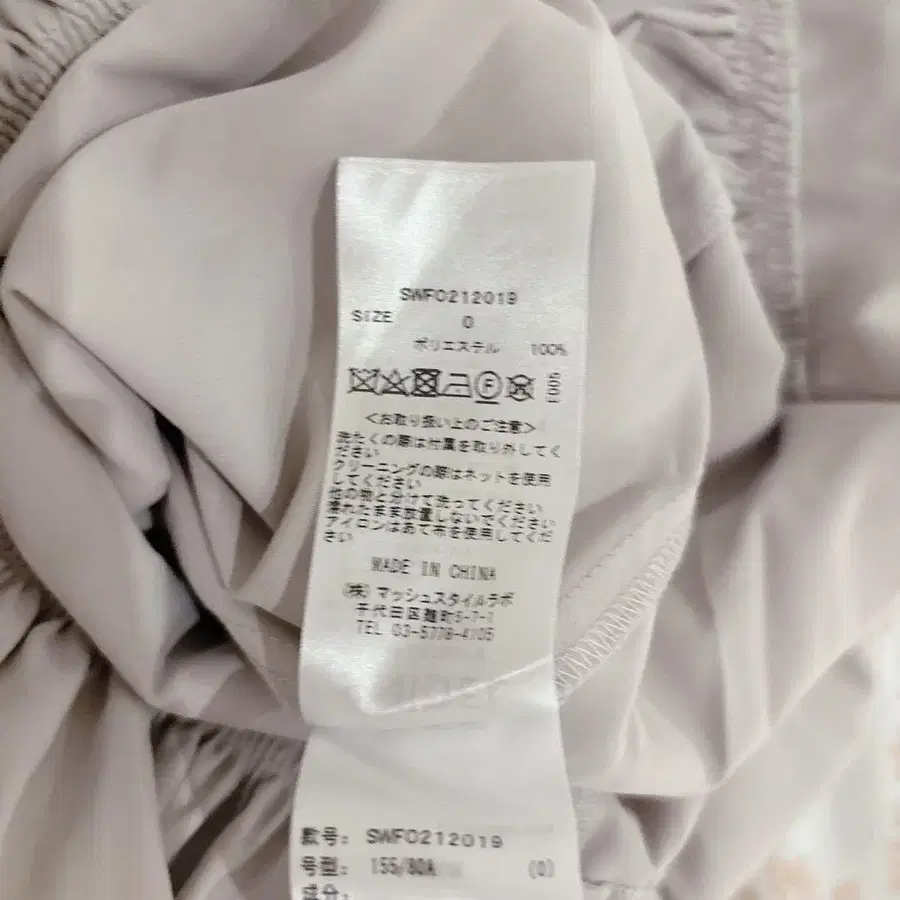 SWFO212019
SIZE 0
ポリエステル 100%
<お取り扱い上のご注意>
洗たくの際は付属を取り外してく
ださい
クリーニングの際はネットを使用
してください
他の物と分けて洗ってください
濡れたまま放置しないでください
アイロンはあて布を使用してくだ
さい
MADE IN CHINA
(株)マッシュスタイルラボ
千代田区麹町5-7-1
TEL 03-5778-4105
款号: SWFO212019
号型: 155/80A (0)
成分: